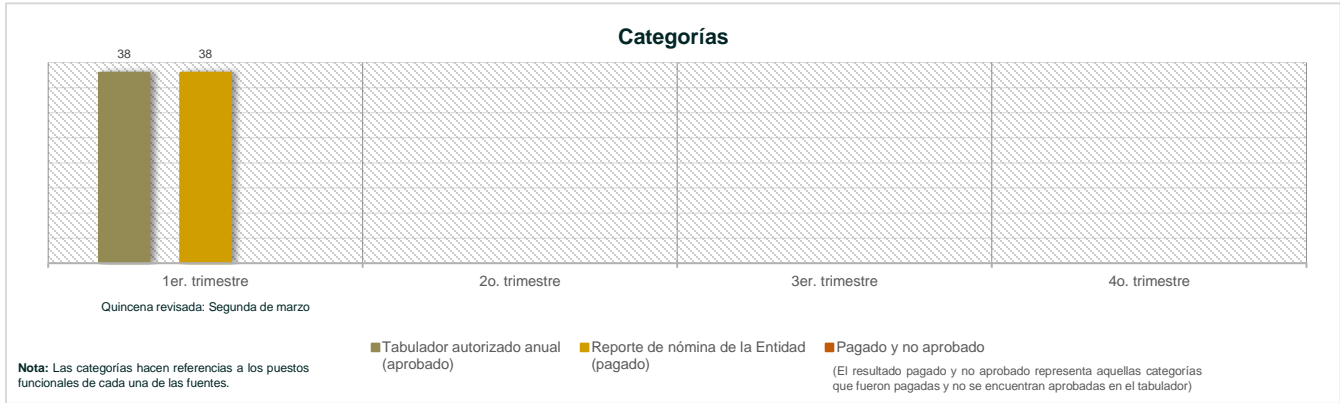 Categorías
38
38
1er. trimestre
2o. trimestre
3er. trimestre
4o. trimestre
Quincena revisada: Segunda de marzo
Tabulador autorizado anual
(aprobado)
Reporte de nómina de la Entidad
(pagado)
Pagado y no aprobado
(El resultado pagado y no aprobado representa aquellas categorías
que fueron pagadas y no se encuentran aprobadas en el tabulador)
Nota: Las categorías hacen referencias a los puestos
funcionales de cada una de las fuentes.